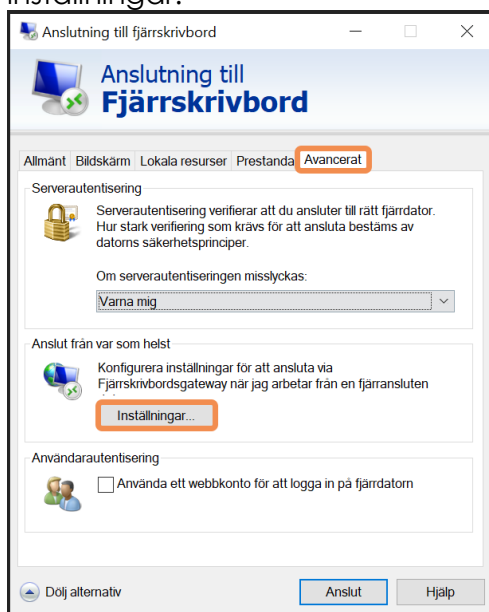 inställningar.
Anslutning till fjärrskrivbord
Anslutning till
Fjärrskrivbord
Allmänt Bildskärm Lokala resurser Prestanda Avancerat
Serverautentisering
Serverautentisering verifierar att du ansluter till rätt fjärrdator.
Hur stark verifiering som krävs för att ansluta bestäms av
datorns säkerhetsprinciper.
Om serverautentiseringen misslyckas:
Varna mig
Anslut från var som helst
Konfigurera inställningar för att ansluta via
Fjärrskrivbordsgateway när jag arbetar från en fjärransluten
Inställningar...
Användarautentisering
Använda ett webbkonto för att logga in på fjärrdatorn
Dölj alternativ
Anslut
Hjälp